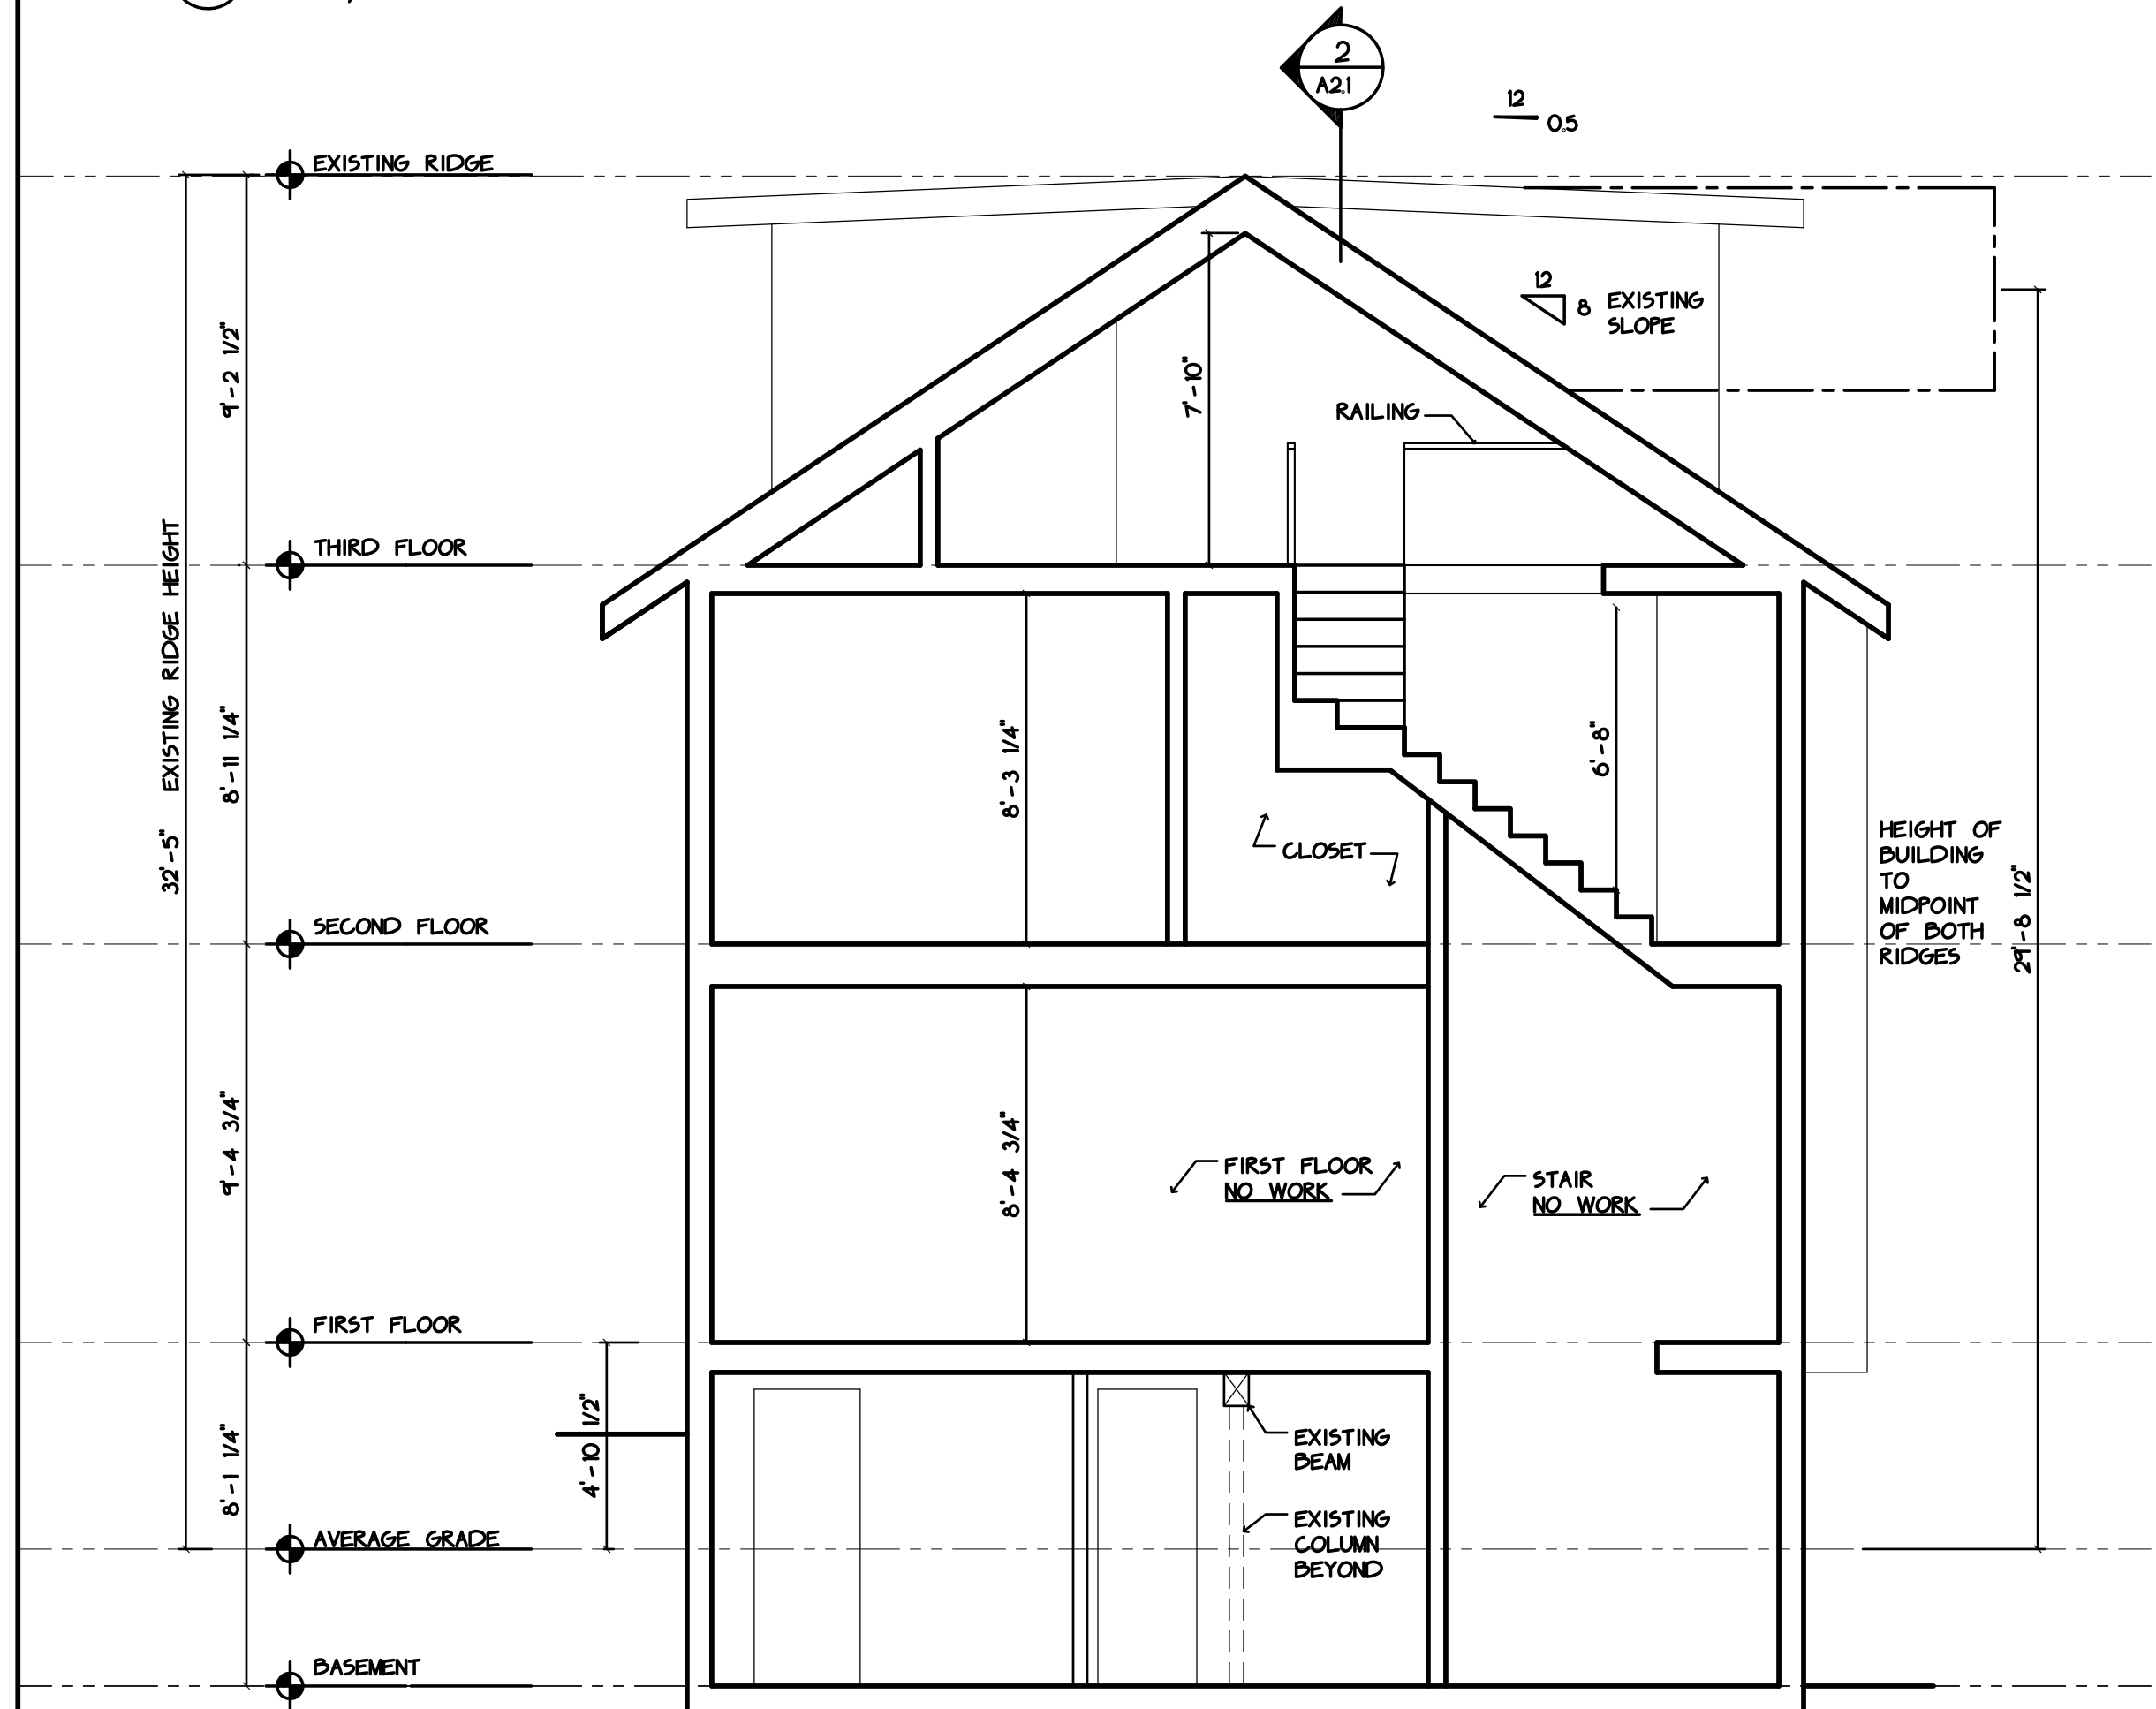 2
A2.1
12
0.5
EXISTING RIDGE
12
8 EXISTING
SLOPE
9'-2 1/2"
7'-10"
RAILING
THIRD FLOOR
32'-5" EXISTING RIDGE HEIGHT
8'-11 1/4"
8'-3 1/4"
6'-8"
CLOSET
HEIGHT OF
BUILDING
TO
MIDPOINT
OF BOTH
RIDGES
29'-8 1/2"
SECOND FLOOR
9'-4 3/4"
8'-4 3/4"
FIRST FLOOR
NO WORK
STAIR
NO WORK
FIRST FLOOR
8'-1 1/4"
4'-10 1/2"
EXISTING
BEAM
EXISTING
COLUMN
BEYOND
AVERAGE GRADE
BASEMENT